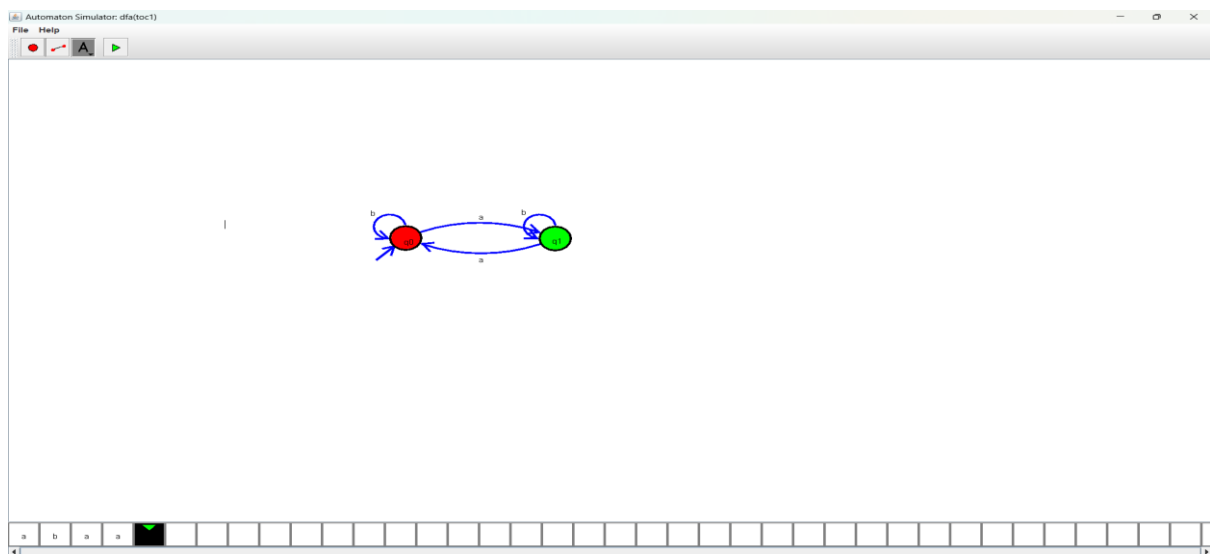 Automaton Simulator: dfa(toc1)
File Help
A
a
b b
q0 q1
a
a b a a